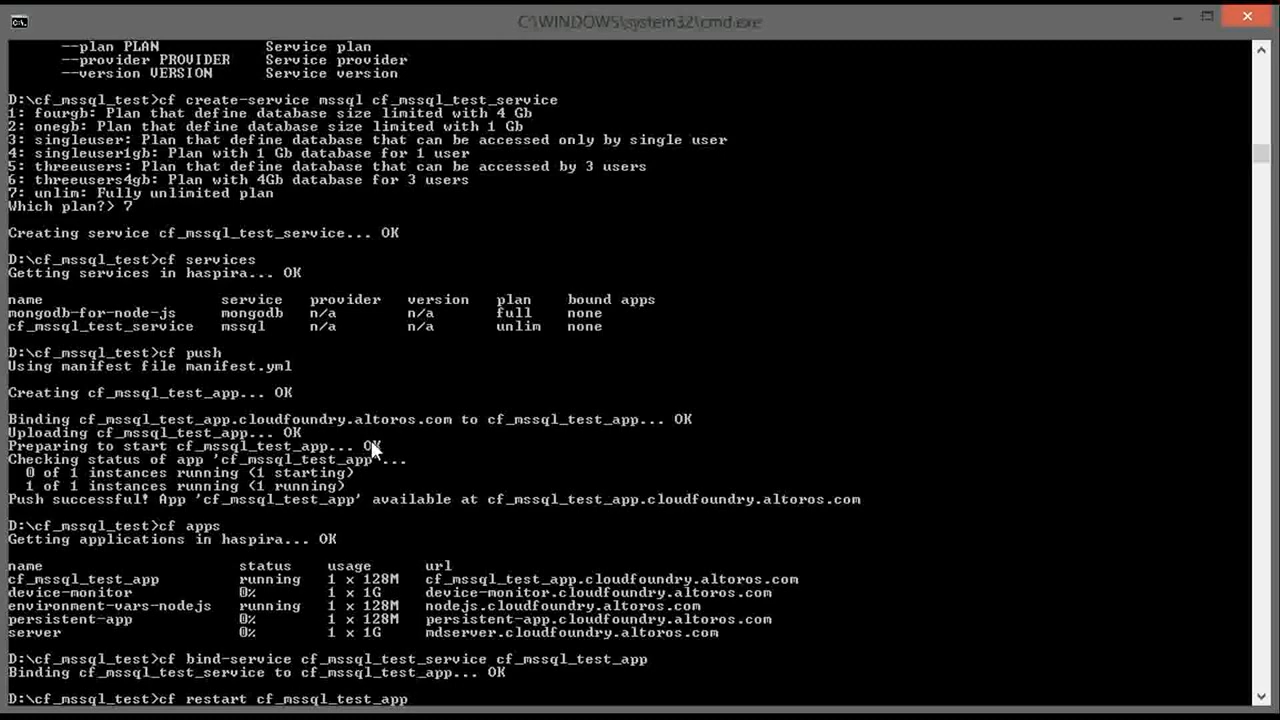 C:\WINDOWS\system32\cmd.exe
--plan PLAN Service plan
--provider PROVIDER Service provider
--version VERSION Service version
D:\cf_mssql_test>cf create-service mssql cf_mssql_test_service
1: fourgb: Plan that define database size limited with 4 Gb
2: onegb: Plan that define database size limited with 1 Gb
3: singleuser: Plan that define database that can be accessed only by single user
4: singleuser1gb: Plan with 1 Gb database for 1 user
5: threeusers: Plan that define database that can be accessed by 3 users
6: threeusers4gb: Plan with 4Gb database for 3 users
7: unlim: Fully unlimited plan
Which plan?> 7
Creating service cf_mssql_test_service... OK
D:\cf_mssql_test>cf services
Getting services in haspira... OK
name service provider version plan bound apps
mongodb-for-node-js mongodb n/a n/a full none
cf_mssql_test_service mssql n/a n/a unlim none
D:\cf_mssql_test>cf push
Using manifest file manifest.yml
Creating cf_mssql_test_app... OK
Binding cf_mssql_test_app.cloudfoundry.altoros.com to cf_mssql_test_app... OK
Uploading cf_mssql_test_app... OK
Preparing to start cf_mssql_test_app... OK
Checking status of app 'cf_mssql_test_app'...
0 of 1 instances running (1 starting)
1 of 1 instances running (1 running)
Push successful! App 'cf_mssql_test_app' available at cf_mssql_test_app.cloudfoundry.altoros.com
D:\cf_mssql_test>cf apps
Getting applications in haspira... OK
name status usage url
cf_mssql_test_app running 1 x 128M cf_mssql_test_app.cloudfoundry.altoros.com
device-monitor 0% 1 x 1G device-monitor.cloudfoundry.altoros.com
environment-vars-nodejs running 1 x 128M nodejs.cloudfoundry.altoros.com
persistent-app 0% 1 x 128M persistent-app.cloudfoundry.altoros.com
server 0% 1 x 1G mdserver.cloudfoundry.altoros.com
D:\cf_mssql_test>cf bind-service cf_mssql_test_service cf_mssql_test_app
Binding cf_mssql_test_service to cf_mssql_test_app... OK
D:\cf_mssql_test>cf restart cf_mssql_test_app